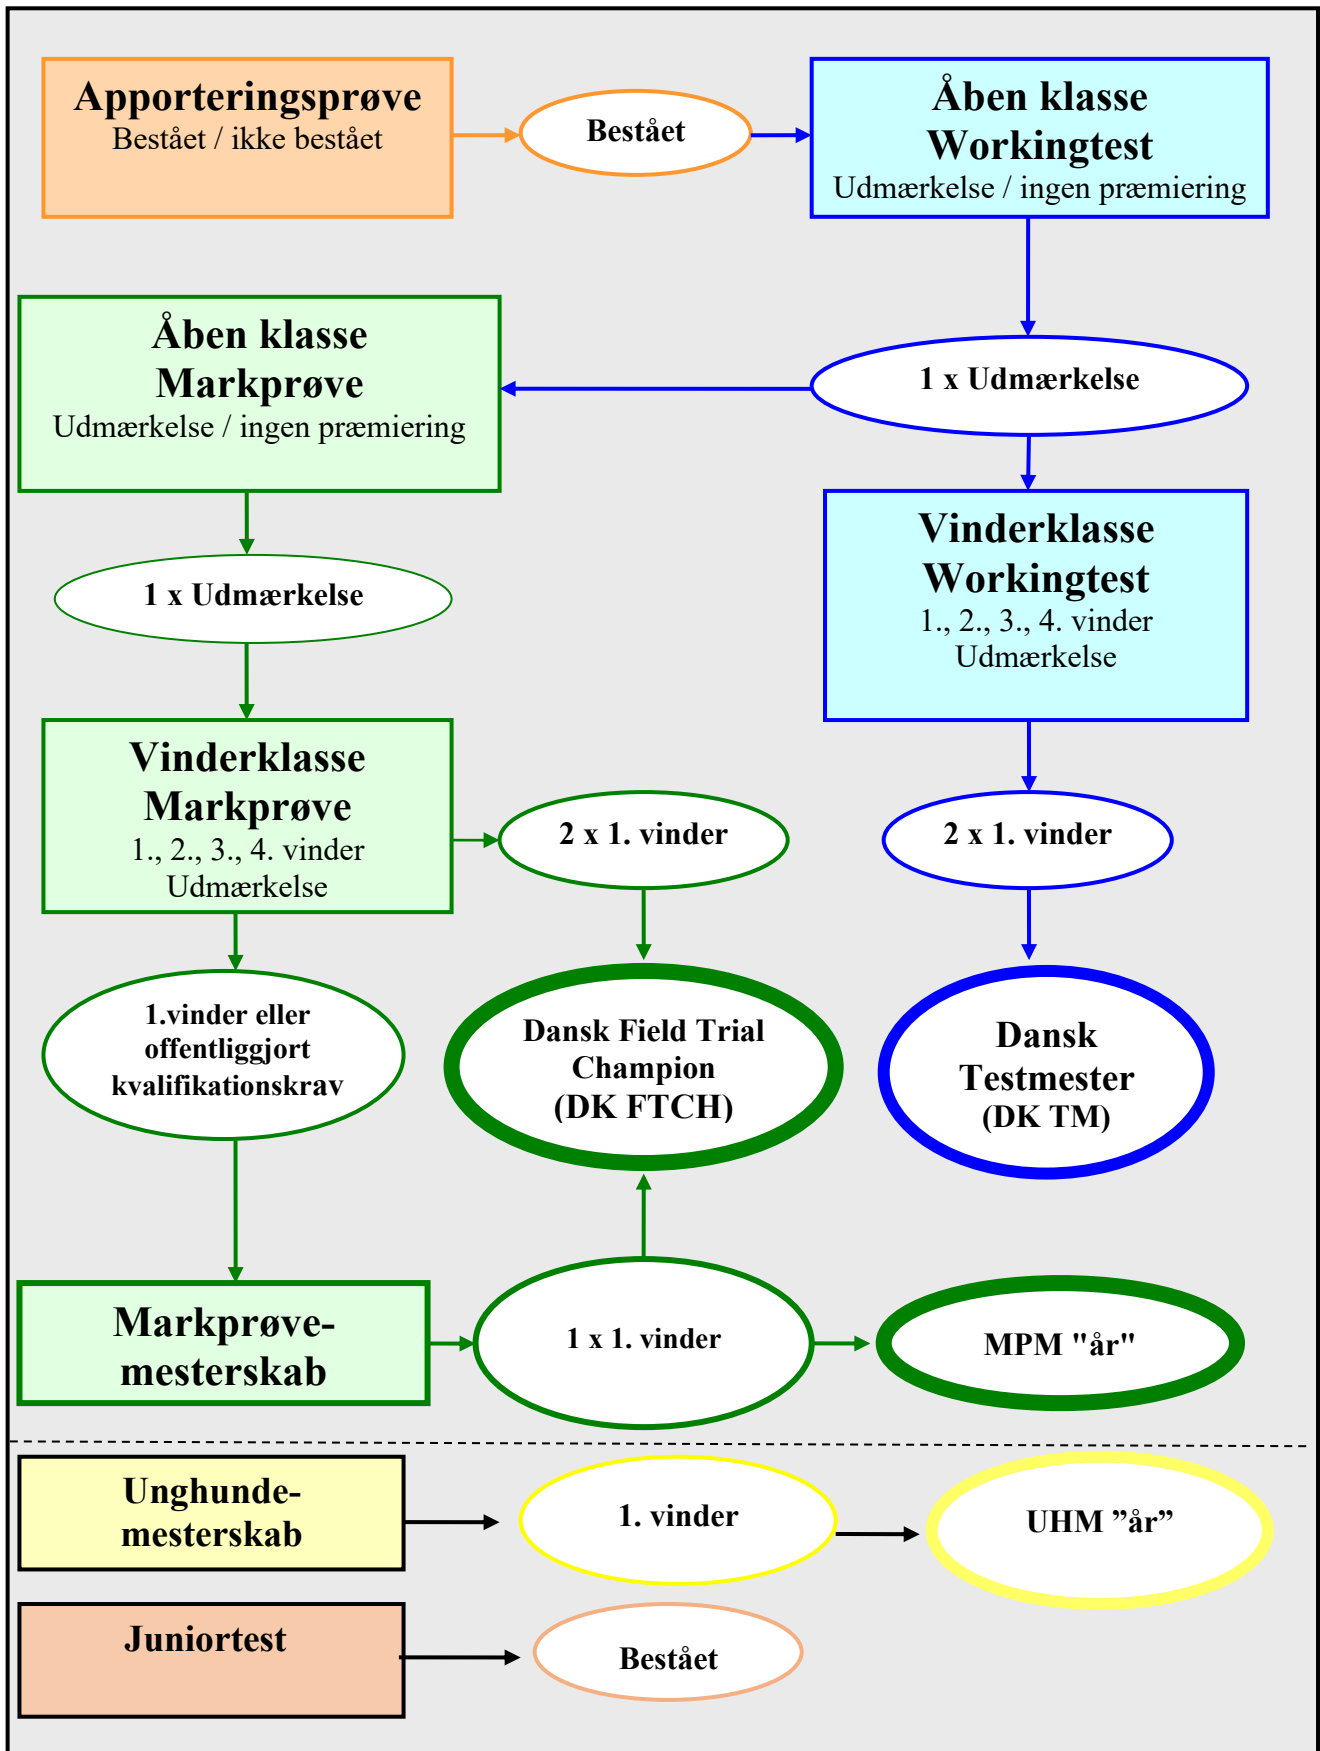 Apporteringsprøve
Bestået / ikke bestået
Bestået
Åben klasse
Workingtest
Udmærkelse / ingen præmiering
Åben klasse
Markprøve
Udmærkelse / ingen præmiering
1 x Udmærkelse
1 x Udmærkelse
Vinderklasse
Workingtest
1., 2., 3., 4. vinder
Udmærkelse
Vinderklasse
Markprøve
1., 2., 3., 4. vinder
Udmærkelse
2 x 1. vinder
2 x 1. vinder
1.vinder eller
offentliggjort
kvalifikationskrav
Dansk Field Trial
Champion
(DK FTCH)
Dansk
Testmester
(DK TM)
Markprøve-
mesterskab
1 x 1. vinder
MPM "år"
Unghunde-
mesterskab
1. vinder
UHM ”år”
Juniortest
Bestået